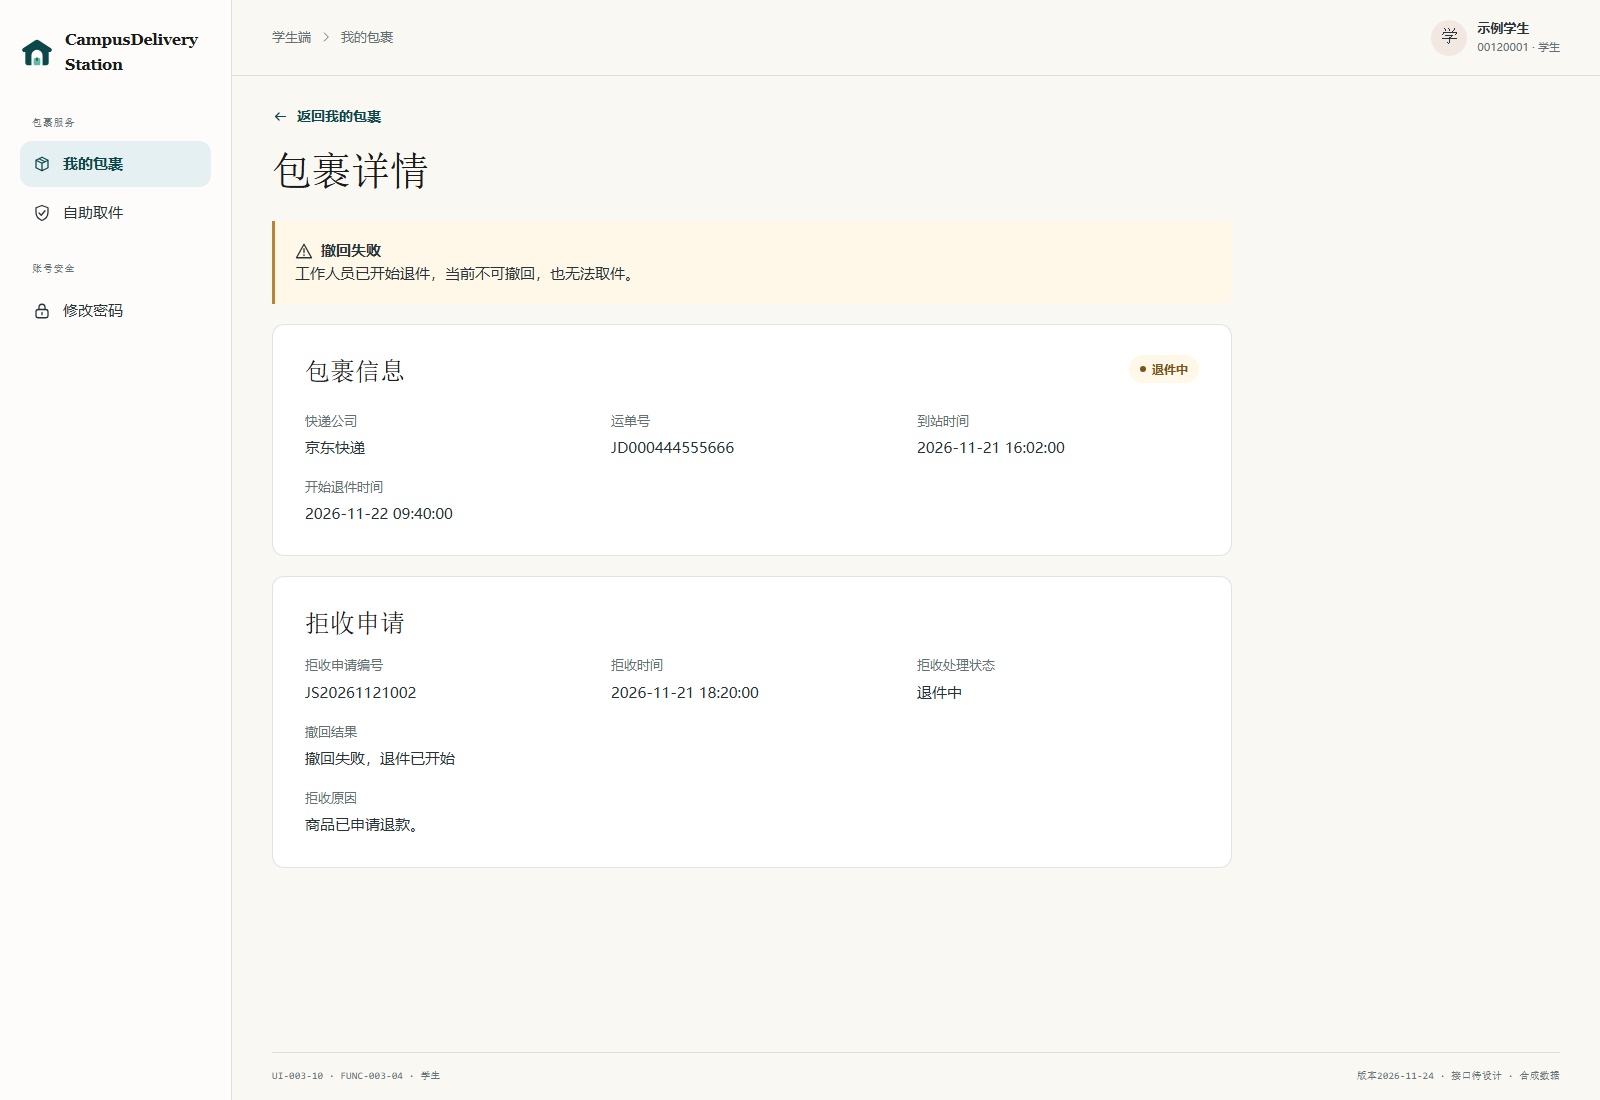 CampusDelivery
Station
包裹服务
我的包裹
自助取件
账号安全
修改密码
学生端 > 我的包裹
学
示例学生
00120001 · 学生
← 返回我的包裹
包裹详情
撤回失败
工作人员已开始退件，当前不可撤回，也无法取件。
包裹信息
退件中
快递公司 运单号 到站时间
京东快递 JD000444555666 2026-11-21 16:02:00
开始退件时间
2026-11-22 09:40:00
拒收申请
拒收申请编号 拒收时间 拒收处理状态
JS20261121002 2026-11-21 18:20:00 退件中
撤回结果
撤回失败，退件已开始
拒收原因
商品已申请退款。
UI-003-10 · FUNC-003-04 · 学生
版本2026-11-24 · 接口待设计 · 合成数据